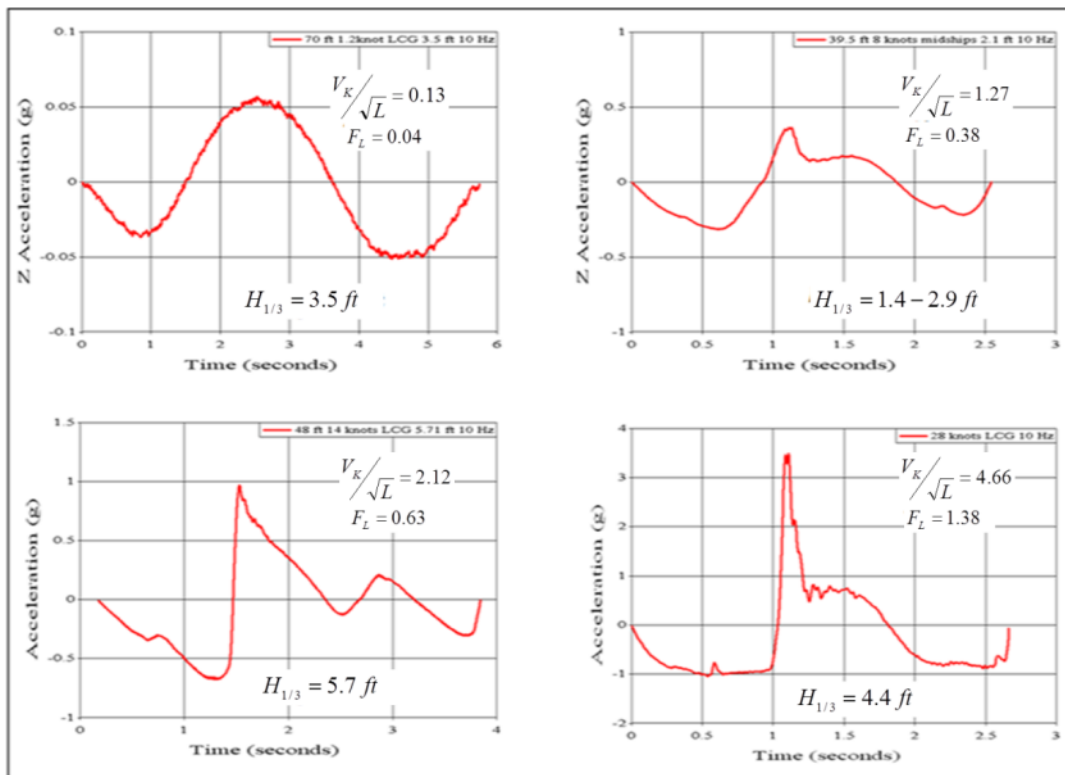 70 ft 1.2knot LCG 3.5 ft 10 Hz
V_K/√L = 0.13
F_L = 0.04
H_1/3 = 3.5 ft
Z Acceleration (g)
0.1
0.05
0
-0.05
-0.1
0 1 2 3 4 5 6
Time (seconds)
39.5 ft 8 knots midships 2.1 ft 10 Hz
V_K/√L = 1.27
F_L = 0.38
H_1/3 = 1.4 – 2.9 ft
Z Acceleration (g)
1
0.5
0
-0.5
-1
0 0.5 1 1.5 2 2.5 3
Time (seconds)
48 ft 14 knots LCG 5.71 ft 10 Hz
V_K/√L = 2.12
F_L = 0.63
H_1/3 = 5.7 ft
Acceleration (g)
1.5
1
0.5
0
-0.5
-1
0 1 2 3 4
Time (seconds)
28 knots LCG 10 Hz
V_K/√L = 4.66
F_L = 1.38
H_1/3 = 4.4 ft
Acceleration (g)
4
3
2
1
0
-1
-2
0 0.5 1 1.5 2 2.5 3
Time (seconds)